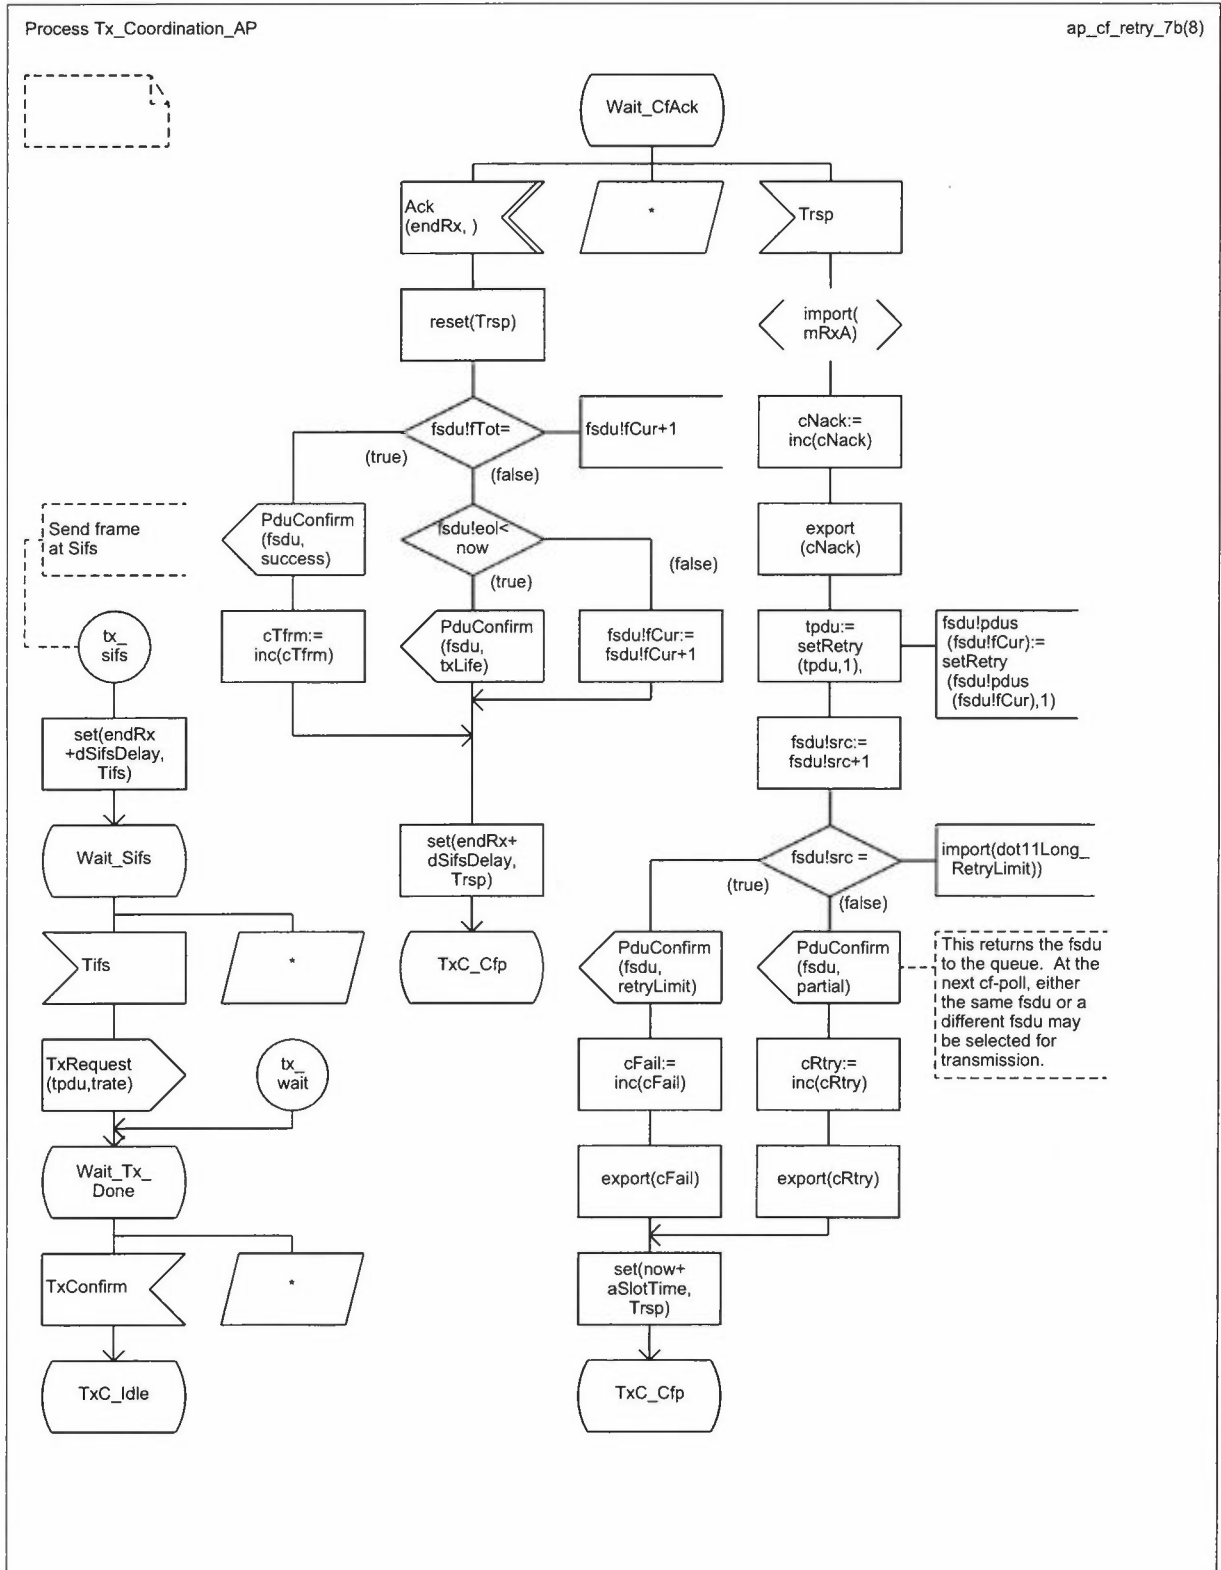 Process Tx_Coordination_AP
ap_cf_retry_7b(8)
Wait_CfAck
Ack
(endRx, )
*
Trsp
reset(Trsp)
import(
mRxA)
fsdu!fTot=
fsdu!fCur+1
(true)
(false)
cNack:=
inc(cNack)
Send frame
at Sifs
PduConfirm
(fsdu,
success)
fsdu!eol<
now
(false)
(true)
export
(cNack)
tx_
sifs
cTfrm:=
inc(cTfrm)
PduConfirm
(fsdu,
txLife)
fsdu!fCur:=
fsdu!fCur+1
tpdu:=
setRetry
(tpdu,1),
fsdu!pdus
(fsdu!fCur):=
setRetry
(fsdu!pdus
(fsdu!fCur),1)
set(endRx
+dSifsDelay,
Tifs)
fsdu!src:=
fsdu!src+1
Wait_Sifs
set(endRx+
dSifsDelay,
Trsp)
fsdu!src =
import(dot11Long_
RetryLimit))
(true)
(false)
Tifs
*
TxC_Cfp
PduConfirm
(fsdu,
retryLimit)
PduConfirm
(fsdu,
partial)
This returns the fsdu
to the queue. At the
next cf-poll, either
the same fsdu or a
different fsdu may
be selected for
transmission.
TxRequest
(tpdu,trate)
tx_
wait
cFail:=
inc(cFail)
cRtry:=
inc(cRtry)
Wait_Tx_
Done
export(cFail)
export(cRtry)
TxConfirm
*
set(now+
aSlotTime,
Trsp)
TxC_Idle
TxC_Cfp